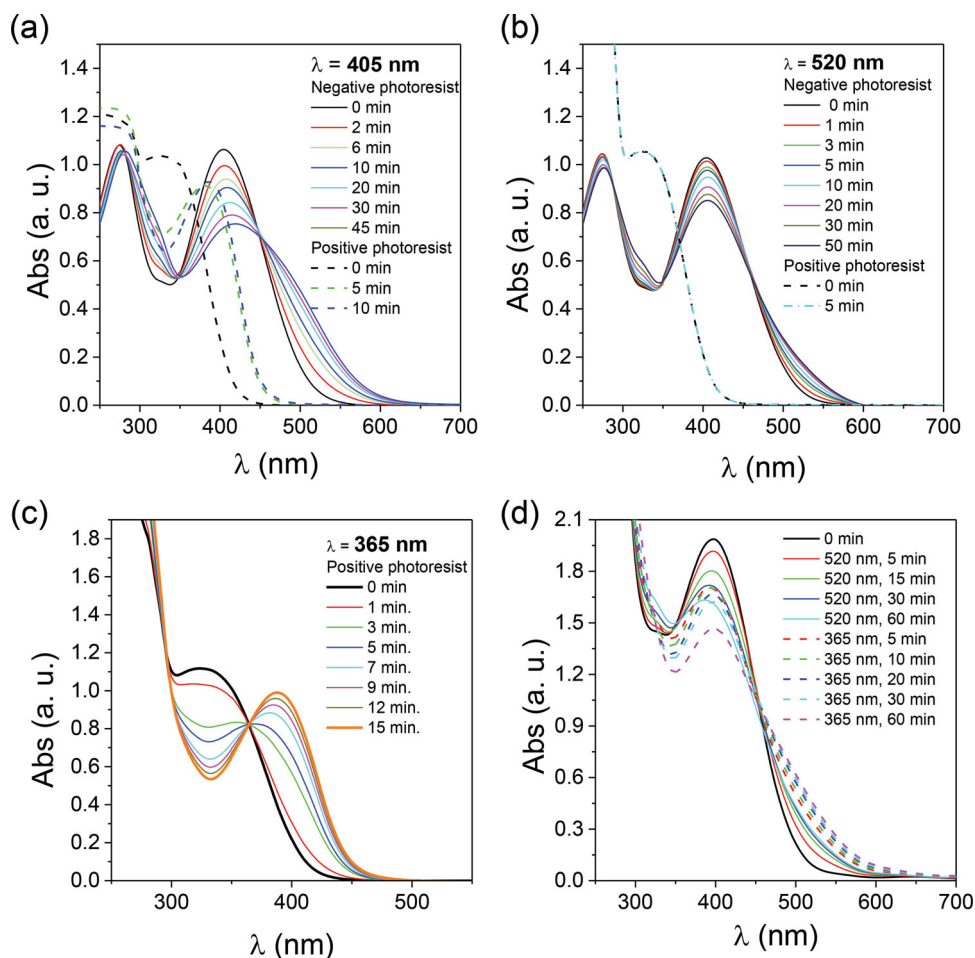 (a)
λ = 405 nm
Negative photoresist
0 min
2 min
6 min
10 min
20 min
30 min
45 min
Positive photoresist
0 min
5 min
10 min
1.4
1.2
1.0
0.8
0.6
0.4
0.2
0.0
Abs (a. u.)
300 400 500 600 700
λ (nm)
(b)
λ = 520 nm
Negative photoresist
0 min
1 min
3 min
5 min
10 min
20 min
30 min
50 min
Positive photoresist
0 min
5 min
1.4
1.2
1.0
0.8
0.6
0.4
0.2
0.0
Abs (a. u.)
300 400 500 600 700
λ (nm)
(c)
λ = 365 nm
Positive photoresist
0 min
1 min.
3 min.
5 min.
7 min.
9 min.
12 min.
15 min.
1.8
1.6
1.4
1.2
1.0
0.8
0.6
0.4
0.2
0.0
Abs (a. u.)
300 400 500
λ (nm)
(d)
0 min
520 nm, 5 min
520 nm, 15 min
520 nm, 30 min
520 nm, 60 min
365 nm, 5 min
365 nm, 10 min
365 nm, 20 min
365 nm, 30 min
365 nm, 60 min
2.1
1.8
1.5
1.2
0.9
0.6
0.3
0.0
Abs (a. u.)
300 400 500 600 700
λ (nm)